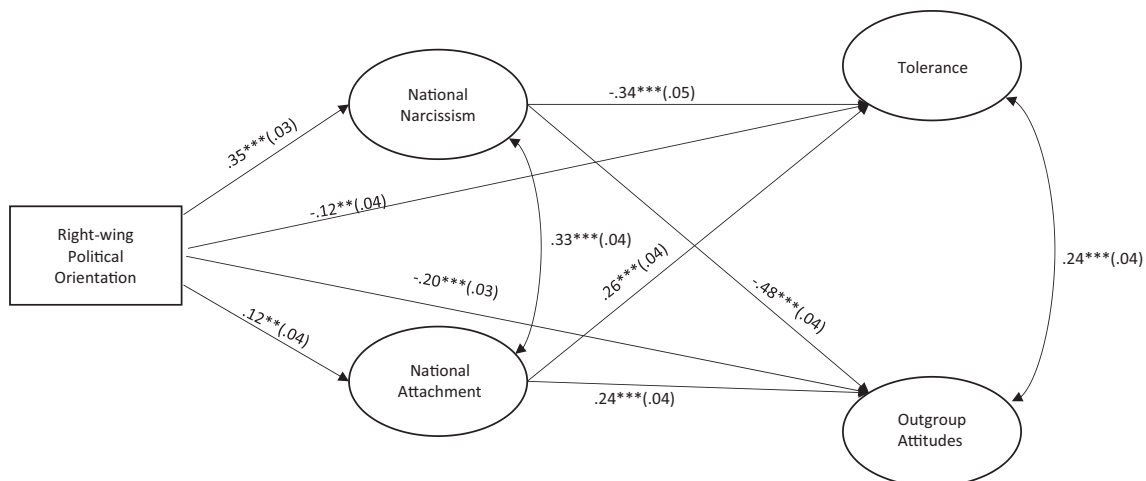 Tolerance
National
Narcissism
-.34***(.05)
.35***(.03)
-.12**(.04)
Right-wing
Political
Orientation
.33***(.04)
.26***(.04)
.24***(.04)
-.20***(.03)
-.48***(.04)
.12**(.04)
National
Attachment
.24***(.04)
Outgroup
Attitudes